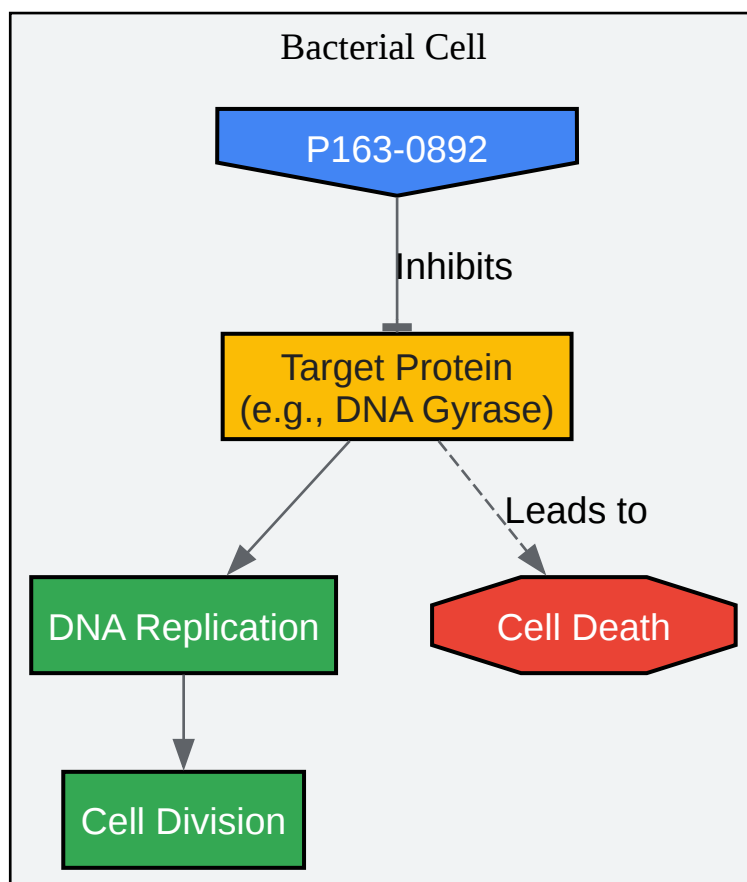 Bacterial Cell
P163-0892
Inhibits
Target Protein
(e.g., DNA Gyrase)
Leads to
DNA Replication
Cell Death
Cell Division